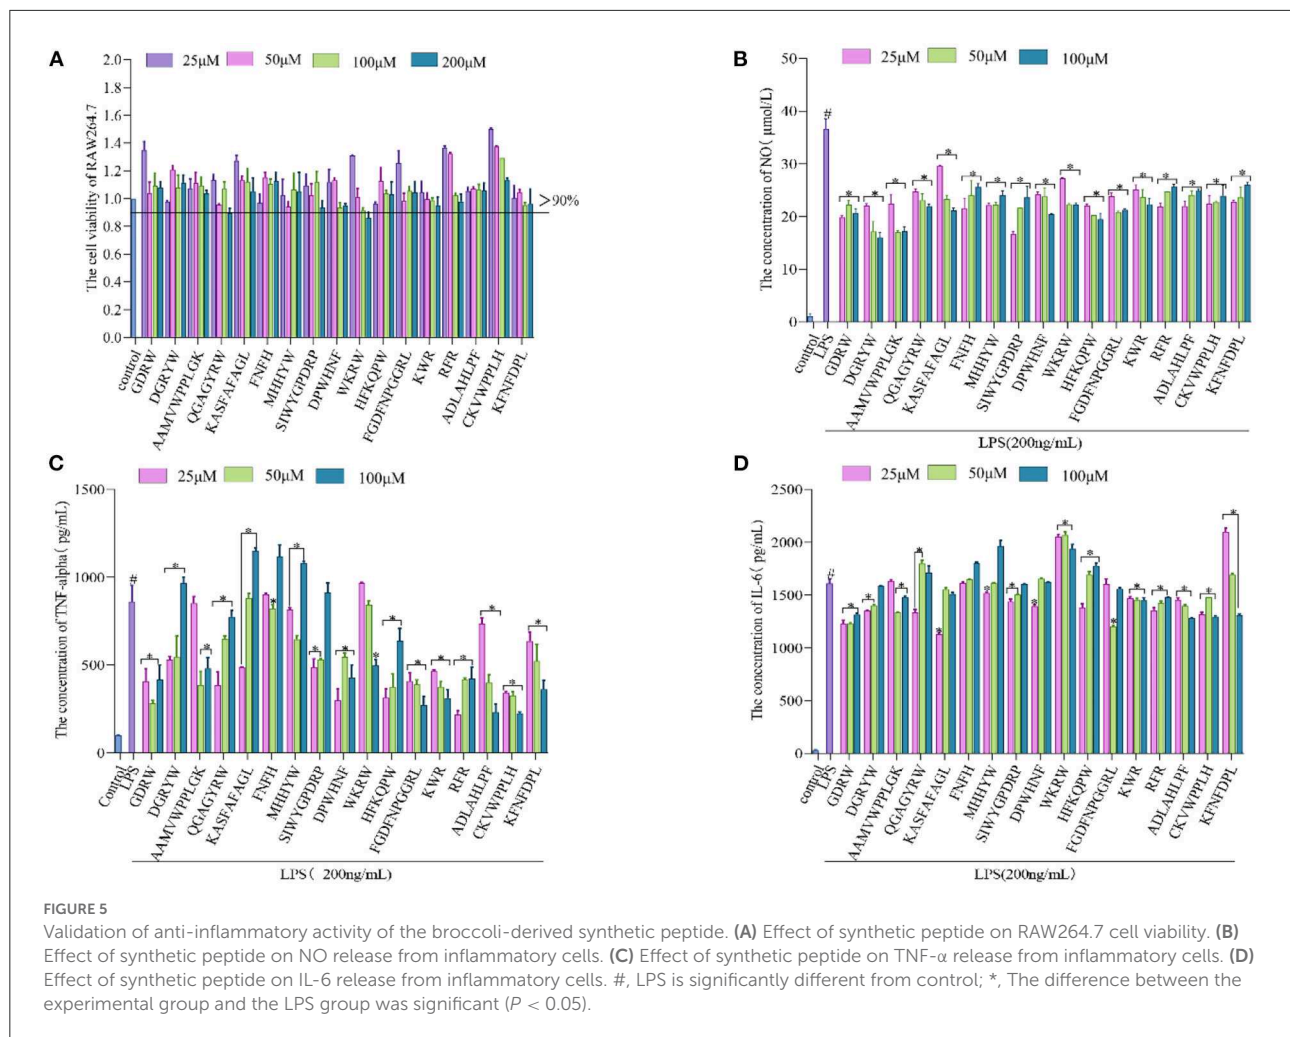 A
25μM 50μM 100μM 200μM
The cell viability of RAW264.7
2.0
1.8
1.6
1.4
1.2
1.0
0.8
0.6
0.4
0.2
0.0
>90%
control
GDRW
DGRYW
AAMVWPPLGK
QGAGYRW
KASFAFAGL
FNFH
MHHYW
SIWYGPDRP
DPWHNF
WKRW
HFKQPW
FGDFNPGGRL
KWR
RFR
ADLAHLPF
CKVWPPLH
KFNFDPL
B
25μM 50μM 100μM
The concentration of NO( μmol/L)
50
40
30
20
10
0
#
* * * * * * * * * * * * * * * * *
control
LPS
GDRW
DGRYW
AAMVWPPLGK
QGAGYRW
KASFAFAGL
FNFH
MHHYW
SIWYGPDRP
DPWHNF
WKRW
HFKQPW
FGDFNPGGRL
KWR
RFR
ADLAHLPF
CKVWPPLH
KFNFDPL
LPS(200ng/mL)
C
25μM 50μM 100μM
The concentration of TNF-alpha( pg/mL)
1500
1000
500
0
#
* * * * * * * * * * * * * * * *
Control
LPS
GDRW
DGRYW
AAMVWPPLGK
QGAGYRW
KASFAFAGL
FNFH
MHHYW
SIWYGPDRP
DPWHNF
WKRW
HFKQPW
FGDFNPGGRL
KWR
RFR
ADLAHLPF
CKVWPPLH
KFNFDPL
LPS( 200ng/mL)
D
25μM 50μM 100μM
The concentration of IL-6( pg/mL)
2500
2000
1500
1000
500
0
#
* * * * * * * * * * * * * * * *
control
LPS
GDRW
DGRYW
AAMVWPPLGK
QGAGYRW
KASFAFAGL
FNFH
MHHYW
SIWYGPDRP
DPWHNF
WKRW
HFKQPW
FGDFNPGGRL
KWR
RFR
ADLAHLPF
CKVWPPLH
KFNFDPL
LPS(200ng/mL)
FIGURE 5
Validation of anti-inflammatory activity of the broccoli-derived synthetic peptide. (A) Effect of synthetic peptide on RAW264.7 cell viability. (B)
Effect of synthetic peptide on NO release from inflammatory cells. (C) Effect of synthetic peptide on TNF-α release from inflammatory cells. (D)
Effect of synthetic peptide on IL-6 release from inflammatory cells. #, LPS is significantly different from control; *, The difference between the
experimental group and the LPS group was significant (P < 0.05).